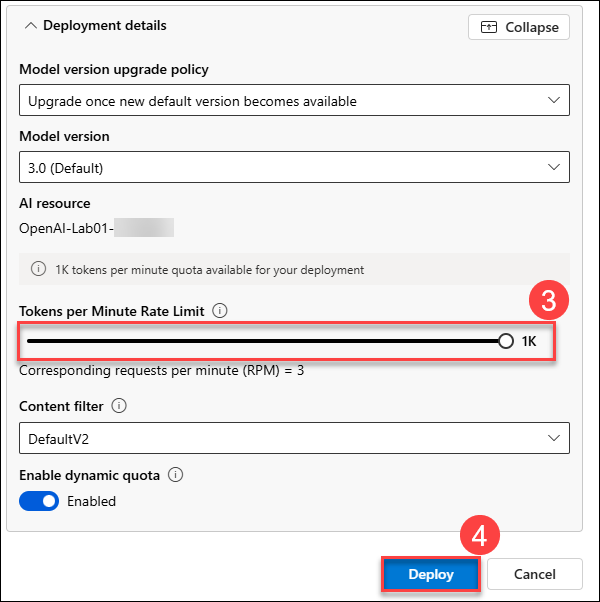 Deployment details
Collapse
Model version upgrade policy
Upgrade once new default version becomes available
Model version
3.0 (Default)
AI resource
OpenAI-Lab01-
1K tokens per minute quota available for your deployment
3
Tokens per Minute Rate Limit
1K
Corresponding requests per minute (RPM) = 3
Content filter
DefaultV2
Enable dynamic quota
Enabled
4
Deploy
Cancel